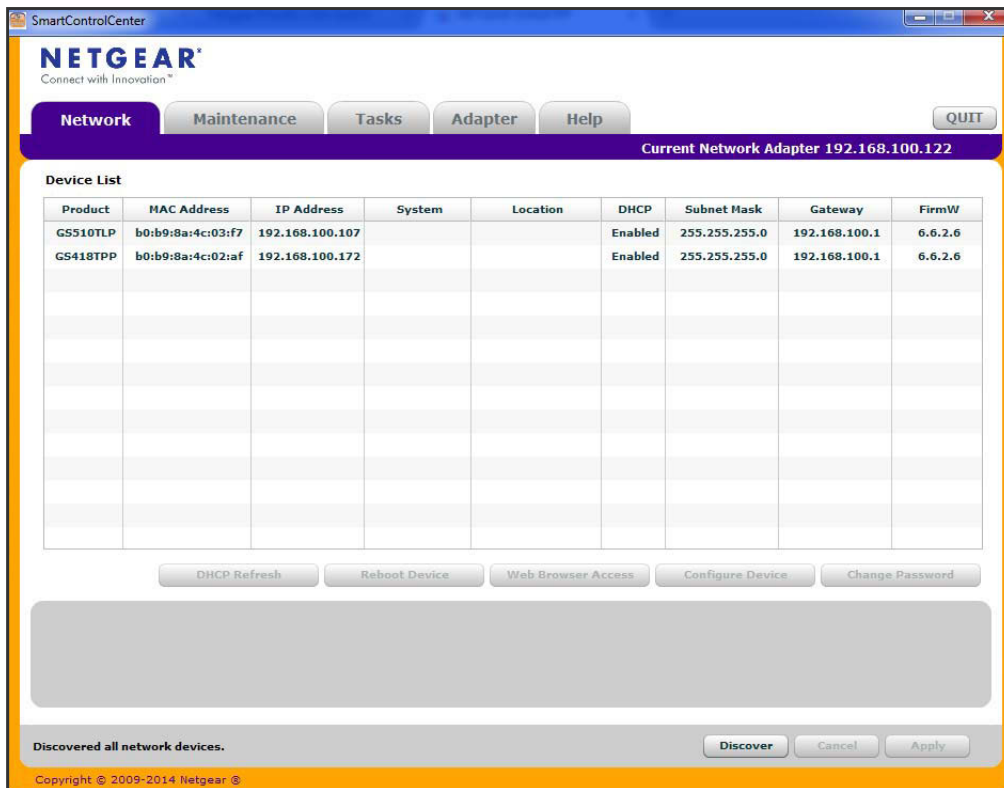 SmartControlCenter
NETGEAR®
Connect with Innovation™
Network Maintenance Tasks Adapter Help QUIT
Current Network Adapter 192.168.100.122
Device List
Product MAC Address IP Address System Location DHCP Subnet Mask Gateway FirmW
GS510TLP b0:b9:8a:4c:03:f7 192.168.100.107 Enabled 255.255.255.0 192.168.100.1 6.6.2.6
GS418TPP b0:b9:8a:4c:02:af 192.168.100.172 Enabled 255.255.255.0 192.168.100.1 6.6.2.6
DHCP Refresh Reboot Device Web Browser Access Configure Device Change Password
Discovered all network devices. Discover Cancel Apply
Copyright © 2009-2014 Netgear ®